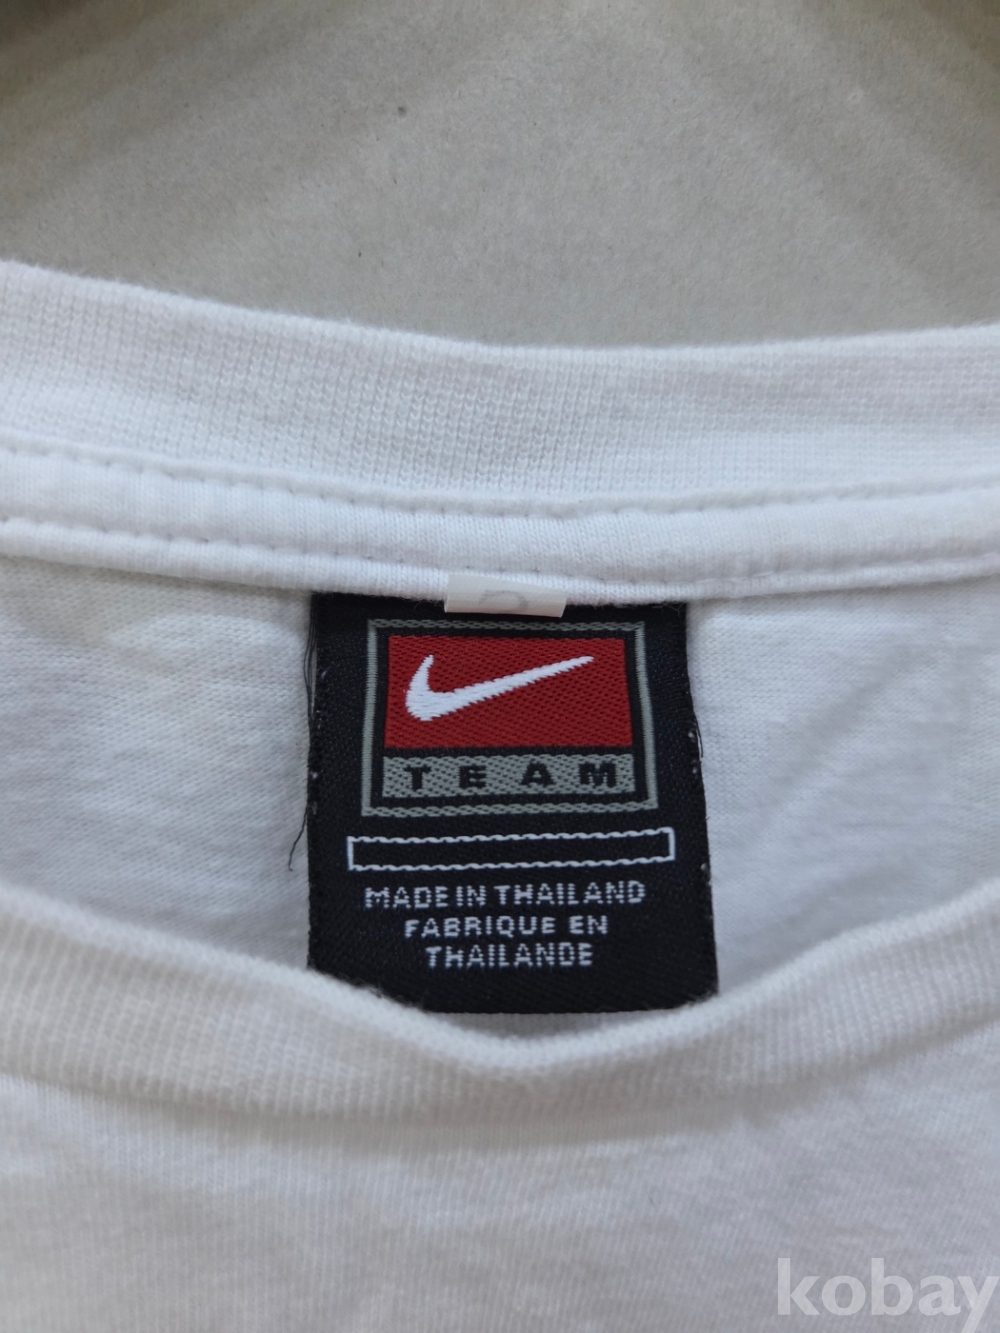 TEAM
MADE IN THAILAND
FABRIQUE EN
THAILANDE
kobay